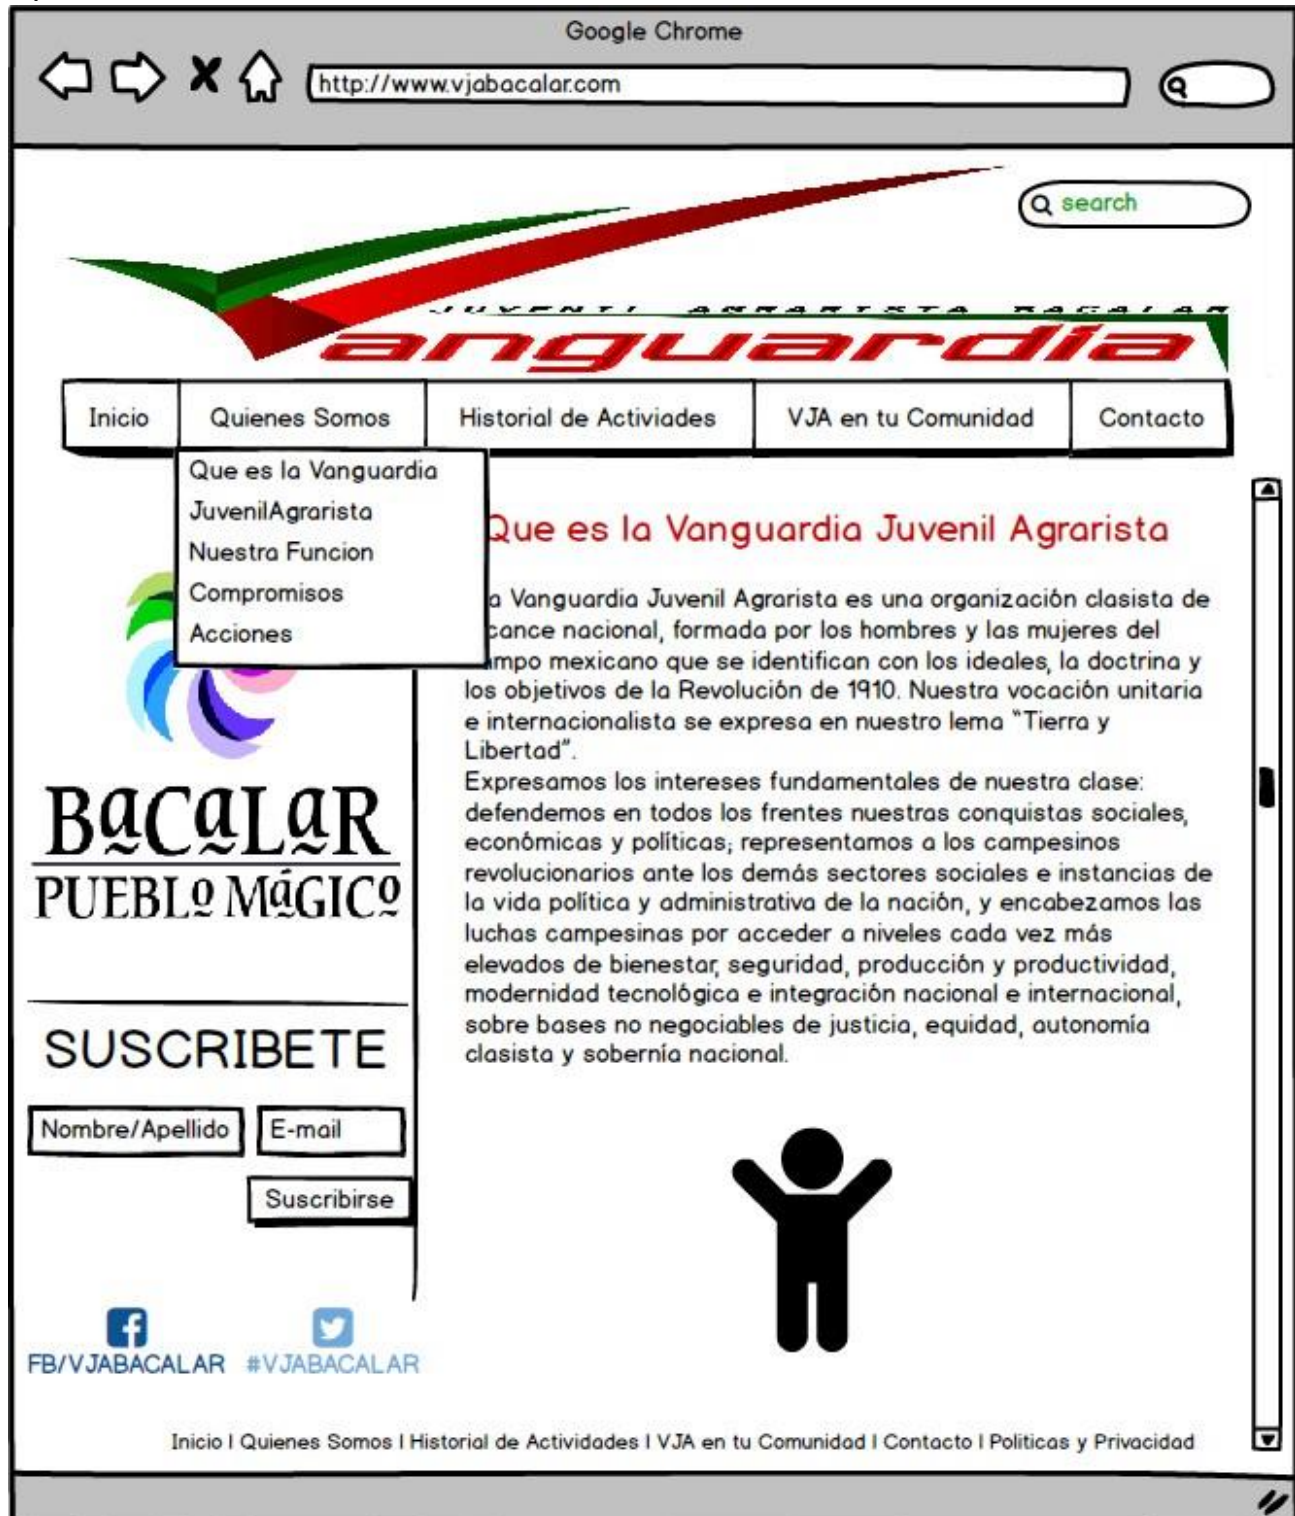 Google Chrome
http://www.vjabacalar.com
search
JUVENIL AGRARISTA BACALAR
anguardia
Inicio
Quienes Somos
Historial de Activiades
VJA en tu Comunidad
Contacto
Que es la Vanguardia
JuvenilAgrarista
Nuestra Funcion
Compromisos
Acciones
Que es la Vanguardia Juvenil Agrarista
a Vanguardia Juvenil Agrarista es una organización clasista de
cance nacional, formada por los hombres y las mujeres del
mpo mexicano que se identifican con los ideales, la doctrina y
los objetivos de la Revolución de 1910. Nuestra vocación unitaria
e internacionalista se expresa en nuestro lema "Tierra y
Libertad".
Expresamos los intereses fundamentales de nuestra clase:
defendemos en todos los frentes nuestras conquistas sociales,
económicas y políticas; representamos a los campesinos
revolucionarios ante los demás sectores sociales e instancias de
la vida política y administrativa de la nación, y encabezamos las
luchas campesinas por acceder a niveles cada vez más
elevados de bienestar, seguridad, producción y productividad,
modernidad tecnológica e integración nacional e internacional,
sobre bases no negociables de justicia, equidad, autonomía
clasista y sobernía nacional.
BacaLaR
PUEBLo MáGICo
SUSCRIBETE
Nombre/Apellido
E-mail
Suscribirse
FB/VJABACALAR
#VJABACALAR
Inicio | Quienes Somos | Historial de Actividades | VJA en tu Comunidad | Contacto | Politicas y Privacidad